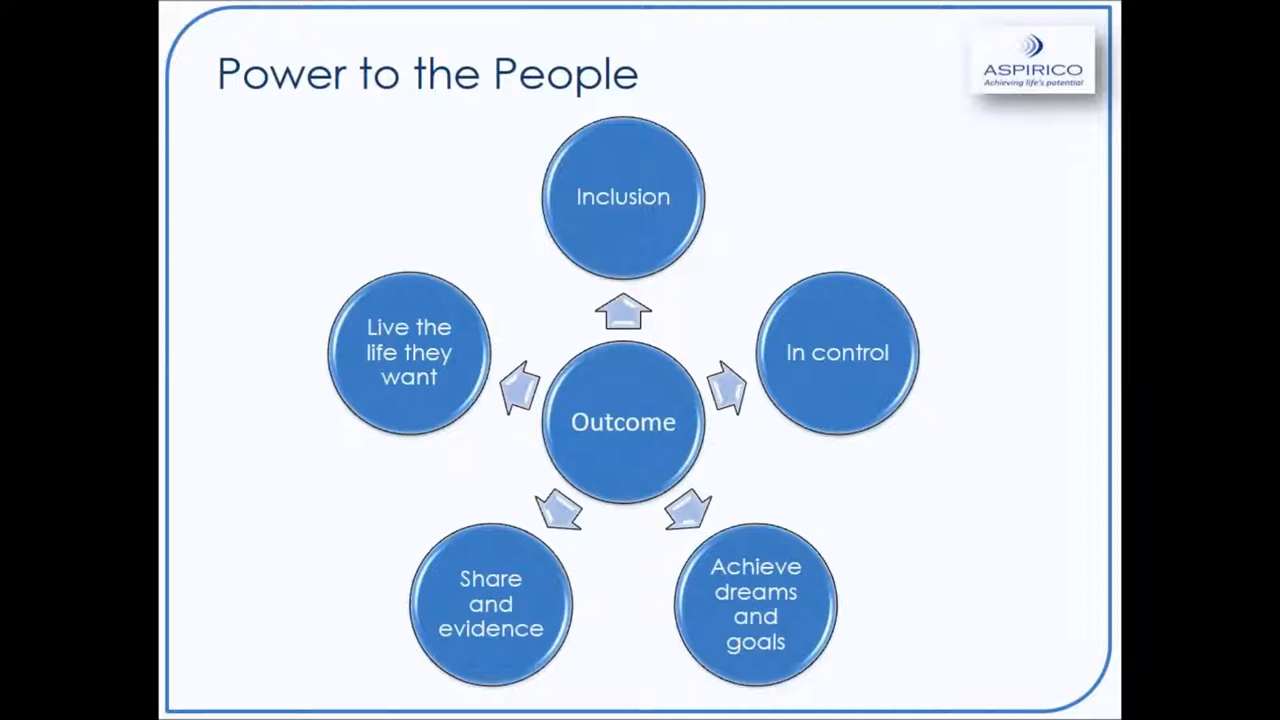 Power to the People
ASPIRICO
Achieving life's potential
Inclusion
Live the
life they
want
In control
Outcome
Share
and
evidence
Achieve
dreams
and
goals